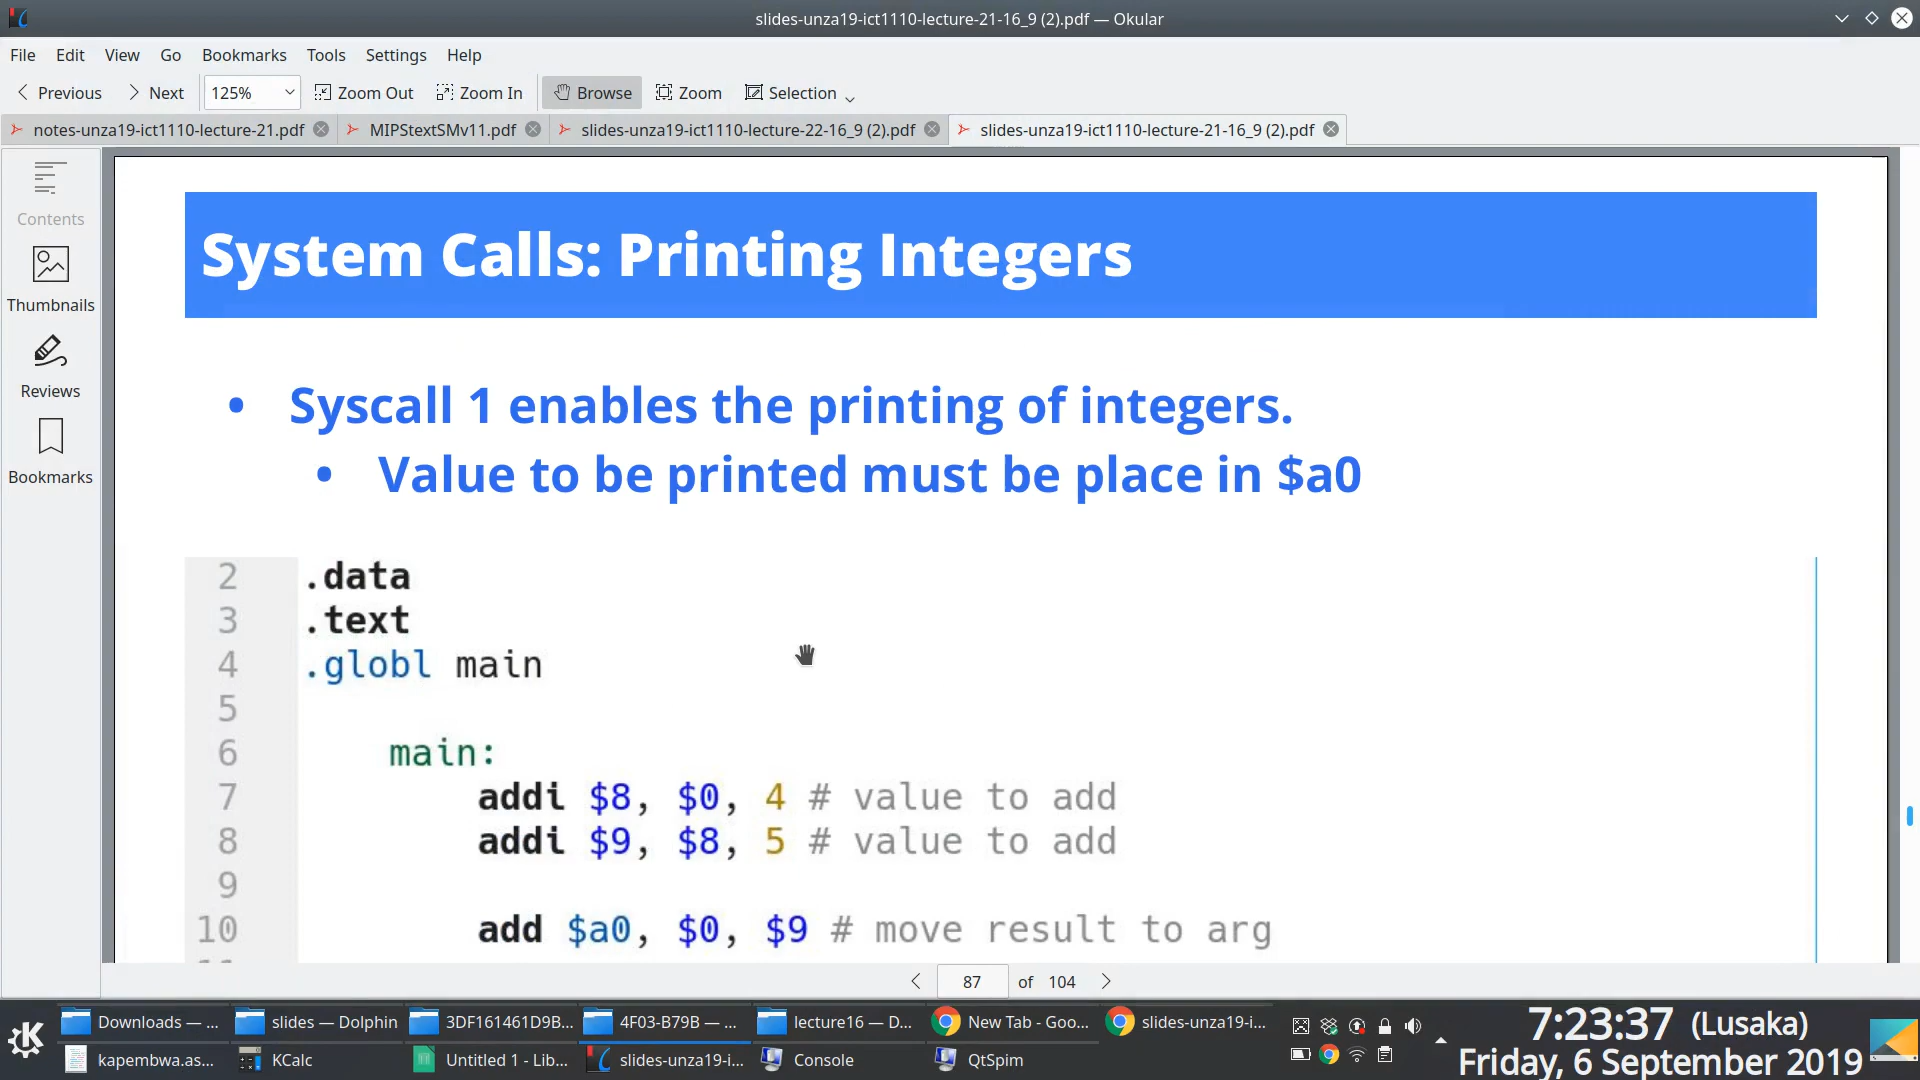 slides-unza19-ict1110-lecture-21-16_9 (2).pdf — Okular
File Edit View Go Bookmarks Tools Settings Help
Previous Next 125% Zoom Out Zoom In Browse Zoom Selection
notes-unza19-ict1110-lecture-21.pdf MIPStextSMv11.pdf slides-unza19-ict1110-lecture-22-16_9 (2).pdf slides-unza19-ict1110-lecture-21-16_9 (2).pdf
Contents
Thumbnails
Reviews
Bookmarks
System Calls: Printing Integers
• Syscall 1 enables the printing of integers.
• Value to be printed must be place in $a0
2 .data
3 .text
4 .globl main
5
6 main:
7 addi $8, $0, 4 # value to add
8 addi $9, $8, 5 # value to add
9
10 add $a0, $0, $9 # move result to arg
87 of 104
Downloads — ... slides — Dolphin 3DF161461D9B... 4F03-B79B — ... lecture16 — D... New Tab - Goo... slides-unza19-i...
kapembwa.as... KCalc Untitled 1 - Lib... slides-unza19-i... Console QtSpim
7:23:37 (Lusaka)
Friday, 6 September 2019